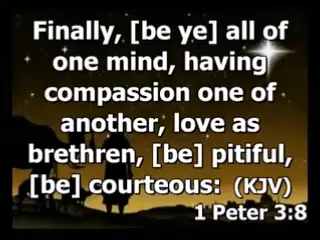 Finally, [be ye] all of
one mind, having
compassion one of
another, love as
brethren, [be] pitiful,
[be] courteous: (KJV)
1 Peter 3:8